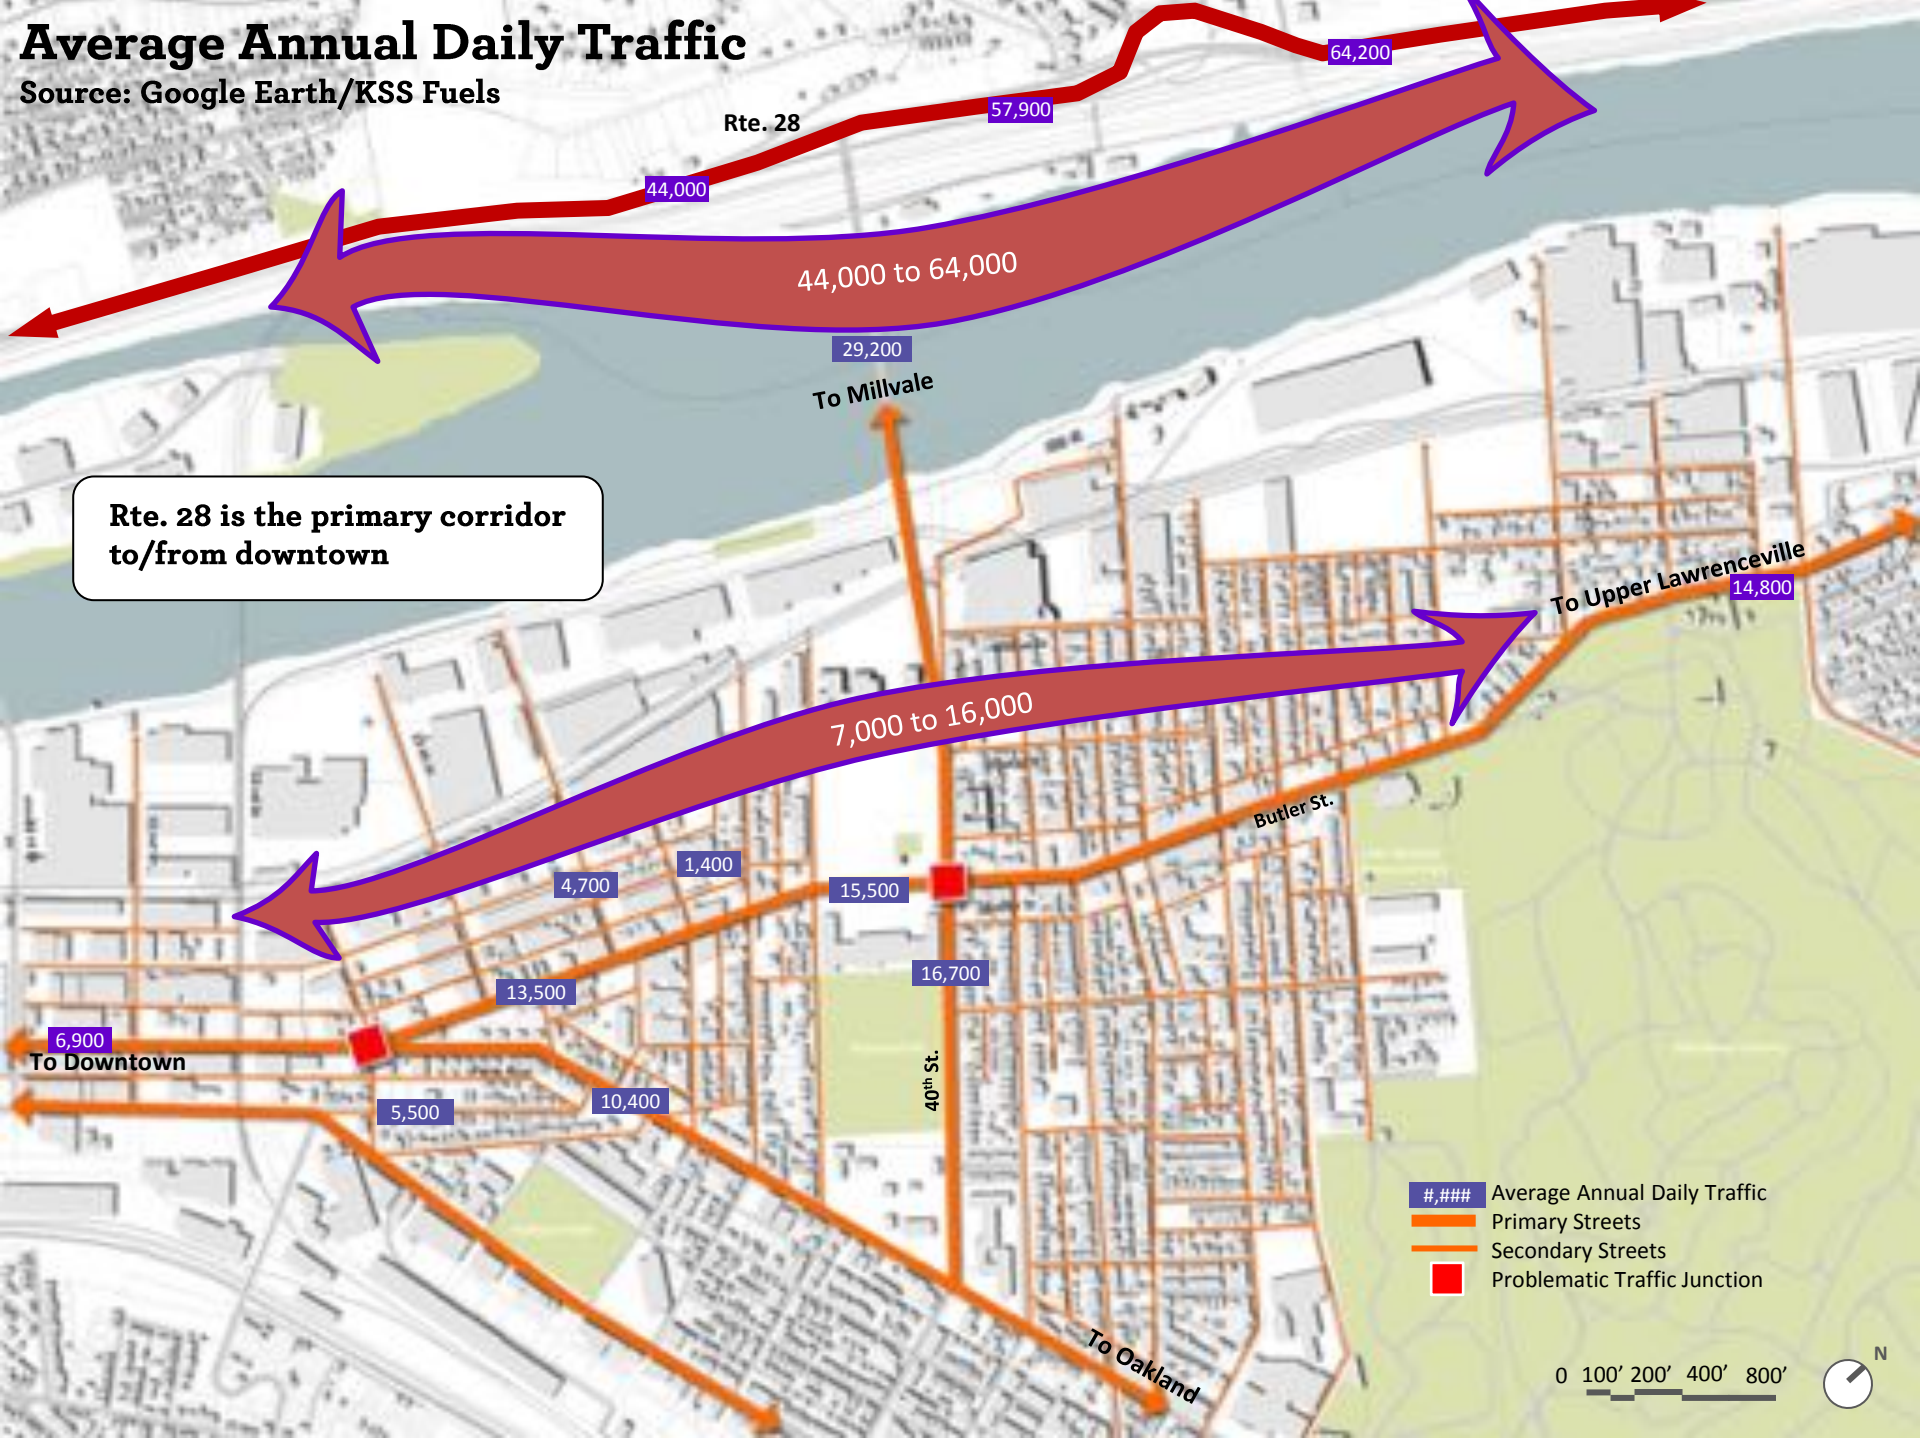 Average Annual Daily Traffic
Source: Google Earth/KSS Fuels
64,200
57,900
Rte. 28
44,000
44,000 to 64,000
29,200
To Millvale
Rte. 28 is the primary corridor
to/from downtown
To Upper Lawrenceville
14,800
7,000 to 16,000
Butler St.
1,400
4,700
15,500
16,700
13,500
6,900
To Downtown
40th St.
10,400
5,500
To Oakland
#,### Average Annual Daily Traffic
Primary Streets
Secondary Streets
Problematic Traffic Junction
0 100’ 200’ 400’ 800’
N